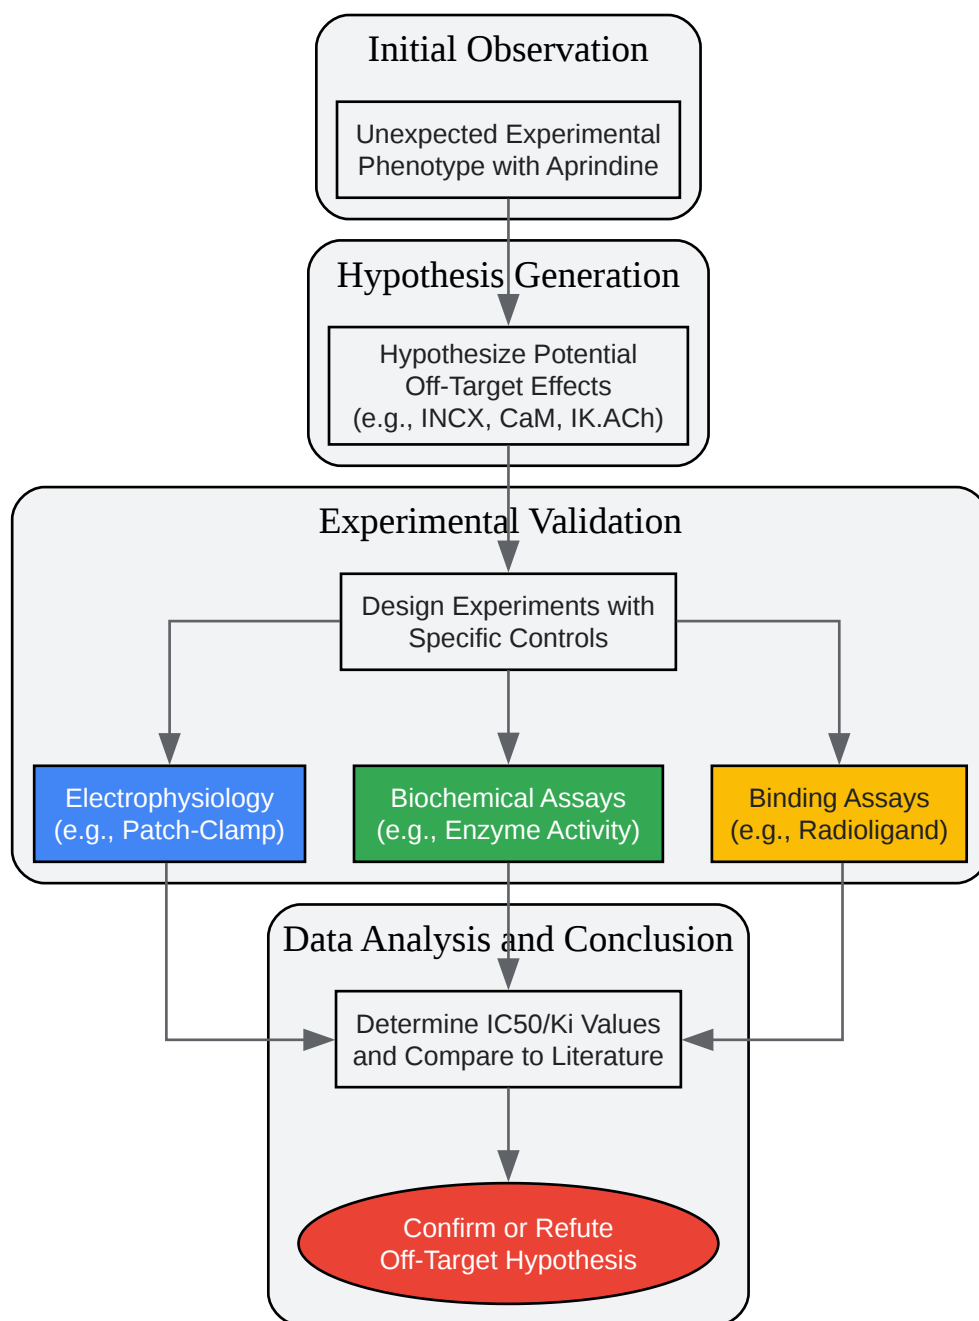 Initial Observation
Unexpected Experimental
Phenotype with Aprindine
Hypothesis Generation
Hypothesize Potential
Off-Target Effects
(e.g., INCX, CaM, IK.ACh)
Experimental Validation
Design Experiments with
Specific Controls
Electrophysiology
(e.g., Patch-Clamp)
Biochemical Assays
(e.g., Enzyme Activity)
Binding Assays
(e.g., Radioligand)
Data Analysis and Conclusion
Determine IC50/Ki Values
and Compare to Literature
Confirm or Refute
Off-Target Hypothesis